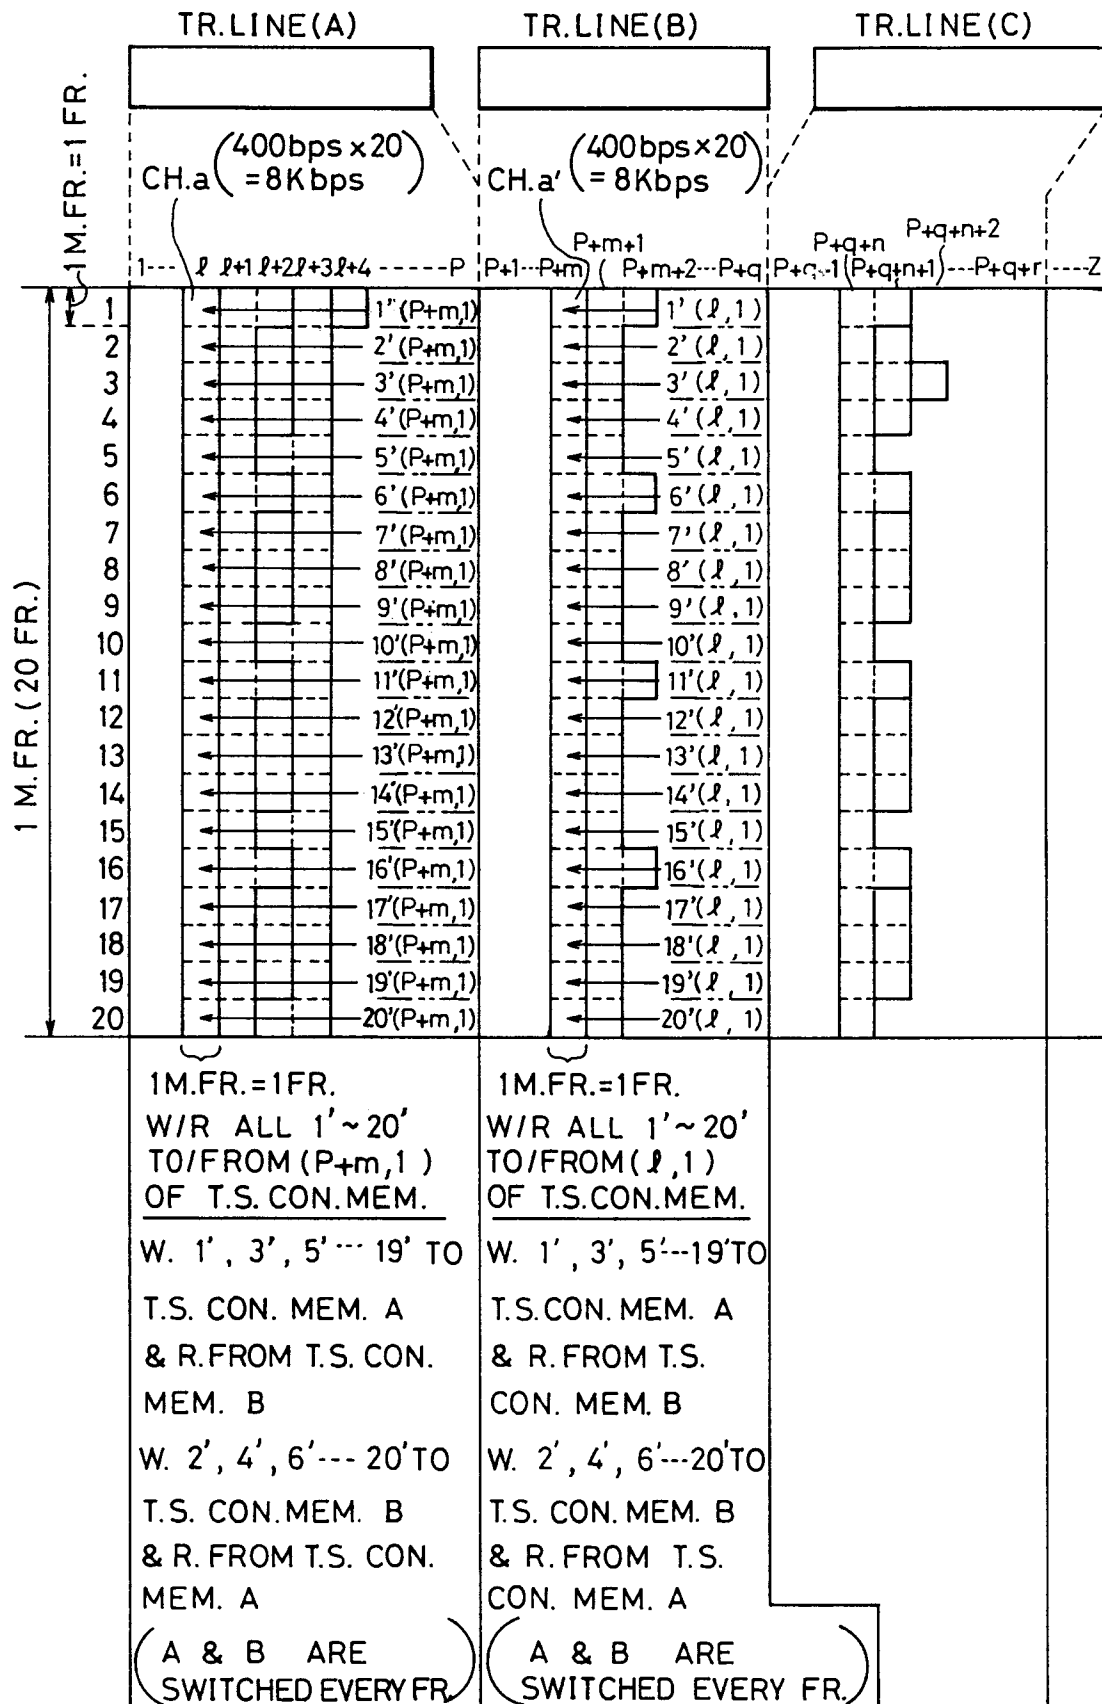 TR.LINE(A) TR.LINE(B) TR.LINE(C)
1M.FR.=1FR.
CH.a (400bps×20 =8Kbps)
CH.a' (400bps×20 =8Kbps)
1---- ℓ ℓ+1 ℓ+2 ℓ+3 ℓ+4 -------P
P+1---P+m P+m+1 P+m+2---P+q
P+q+1 P+q+n P+q+n+1 P+q+n+2 ----P+q+r ----Z
1 M.FR.(20 FR.)
1 1''(P+m,1) 1'(ℓ,1)
2 2'(P+m,1) 2'(ℓ,1)
3 3'(P+m,1) 3'(ℓ,1)
4 4'(P+m,1) 4'(ℓ,1)
5 5'(P+m,1) 5'(ℓ,1)
6 6'(P+m,1) 6'(ℓ,1)
7 7'(P+m,1) 7'(ℓ,1)
8 8'(P+m,1) 8'(ℓ,1)
9 9'(P+m,1) 9'(ℓ,1)
10 10'(P+m,1) 10'(ℓ,1)
11 11'(P+m,1) 11'(ℓ,1)
12 12'(P+m,1) 12'(ℓ,1)
13 13'(P+m,1) 13'(ℓ,1)
14 14'(P+m,1) 14'(ℓ,1)
15 15'(P+m,1) 15'(ℓ,1)
16 16'(P+m,1) 16'(ℓ,1)
17 17'(P+m,1) 17'(ℓ,1)
18 18'(P+m,1) 18'(ℓ,1)
19 19'(P+m,1) 19'(ℓ,1)
20 20'(P+m,1) 20'(ℓ,1)
1M.FR.=1FR.
W/R ALL 1'~20'
TO/FROM(P+m,1)
OF T.S.CON.MEM.
W. 1', 3', 5'---- 19' TO
T.S. CON. MEM. A
& R.FROM T.S. CON.
MEM. B
W. 2', 4', 6'--- 20'TO
T.S. CON.MEM. B
& R. FROM T.S. CON.
MEM. A
(A & B ARE
SWITCHED EVERY FR.)
1M.FR.=1FR.
W/R ALL 1'~20'
TO/FROM(ℓ,1)
OF T.S.CON.MEM.
W. 1', 3', 5'---19'TO
T.S.CON.MEM. A
& R.FROM T.S.
CON. MEM. B
W. 2', 4', 6'---20'TO
T.S. CON.MEM. B
& R.FROM T.S.
CON. MEM. A
(A & B ARE
SWITCHED EVERY FR.)